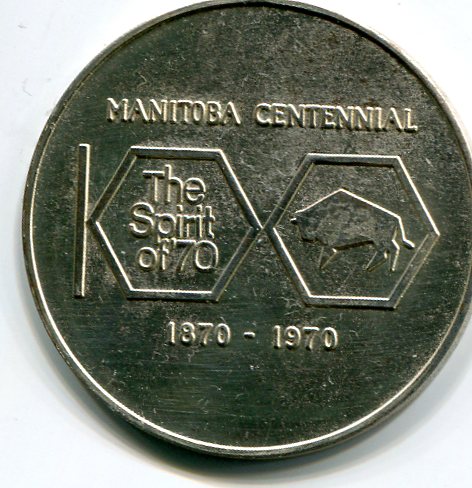 MANITOBA CENTENNIAL
The
Spirit
of '70
1870 - 1970